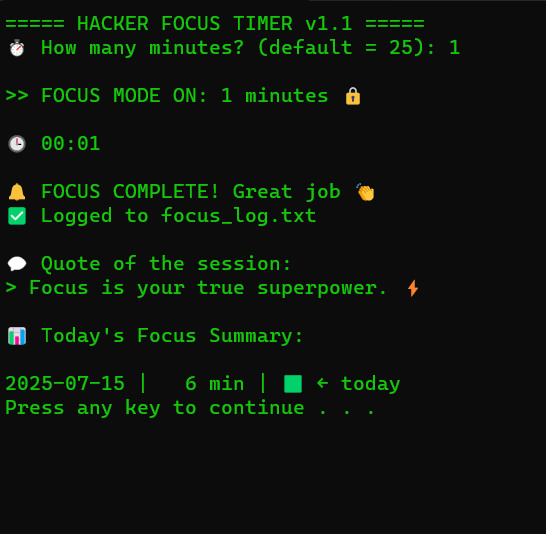 ===== HACKER FOCUS TIMER v1.1 =====
⏱️ How many minutes? (default = 25): 1
>> FOCUS MODE ON: 1 minutes 🔒
🕒 00:01
🔔 FOCUS COMPLETE! Great job 👏
✅ Logged to focus_log.txt
💬 Quote of the session:
> Focus is your true superpower. ⚡
📊 Today's Focus Summary:
2025-07-15 |   6 min | 🟩 ← today
Press any key to continue . . .